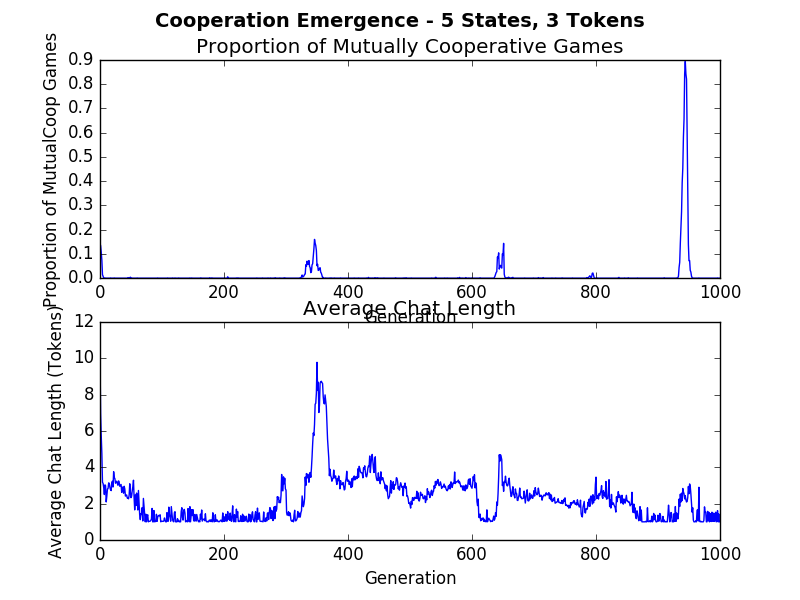 Cooperation Emergence - 5 States, 3 Tokens
Proportion of Mutually Cooperative Games
Proportion of MutualCoop Games
0.9
0.8
0.7
0.6
0.5
0.4
0.3
0.2
0.1
0.0
0 200 400 600 800 1000
Generation
Average Chat Length
Average Chat Length (Tokens)
12
10
8
6
4
2
0
0 200 400 600 800 1000
Generation